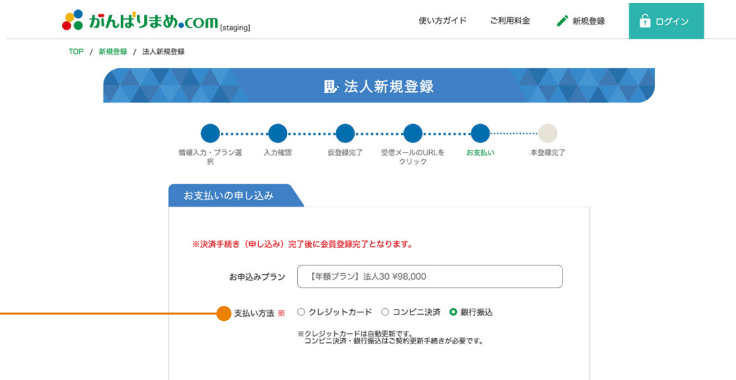 がんばりまめ.com [staging]
使い方ガイド ご利用料金 新規登録 ログイン
TOP / 新規登録 / 法人新規登録
法人新規登録
情報入力・プラン選
択
入力確認
仮登録完了
受信メールのURLを
クリック
お支払い
本登録完了
お支払いの申し込み
※決済手続き（申し込み）完了後に会員登録完了となります。
お申込みプラン 【年額プラン】法人30 ¥98,000
支払い方法 ※ クレジットカード コンビニ決済 銀行振込
※クレジットカードは自動更新です。
コンビニ決済・銀行振込はご契約更新手続きが必要です。